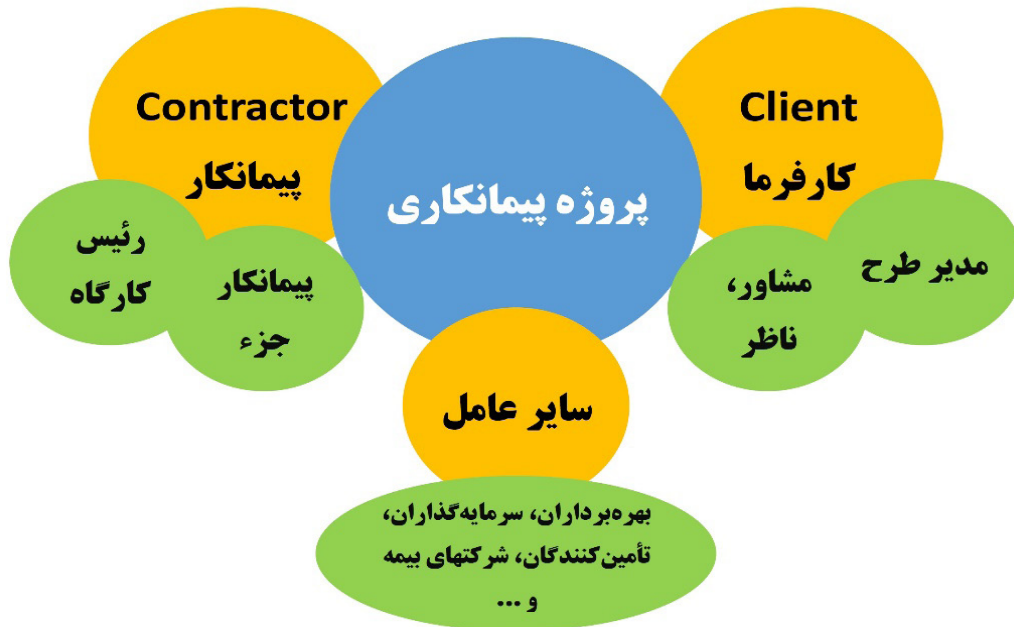 Client
کارفرما
مدیر طرح
مشاور،
ناظر
پروژه پیمانکاری
Contractor
پیمانکار
رئیس
کارگاه
پیمانکار
جزء
سایر عامل
بهره‌برداران، سرمایه‌گذاران،
تأمین‌کنندگان، شرکتهای بیمه
و ...